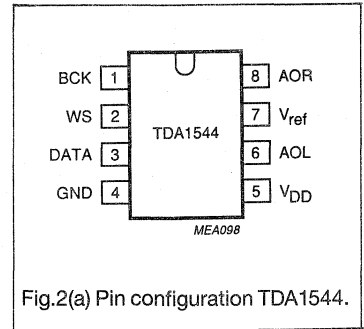 BCK 1 8 AOR
WS 2 7 Vref
TDA1544
DATA 3 6 AOL
GND 4 5 VDD
MEA098
Fig.2(a) Pin configuration TDA1544.